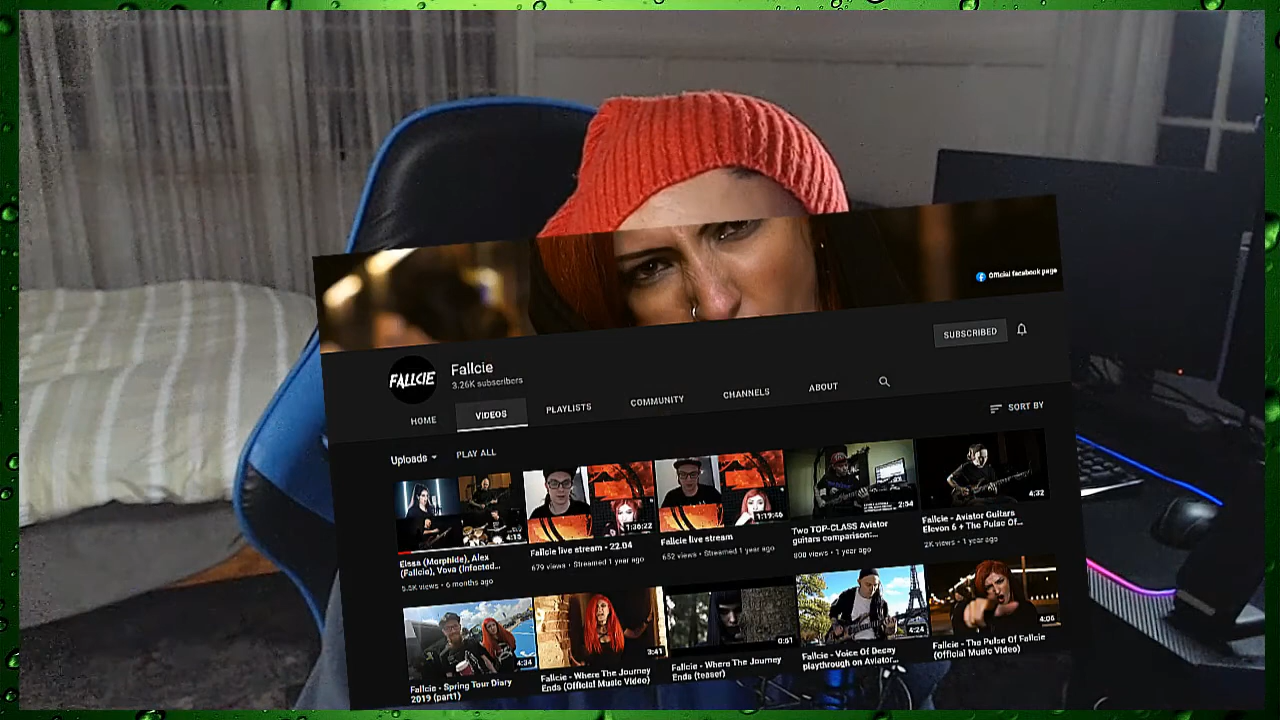 Official facebook page
SUBSCRIBED
FALLCIE
Fallcie
3.26K subscribers
HOME
VIDEOS
PLAYLISTS
COMMUNITY
CHANNELS
ABOUT
Uploads
PLAY ALL
SORT BY
4:15
Eissa (Morphide), Alex
(Fallcie), Vova (Infected...
5.5K views • 6 months ago
1:36:22
Fallcie live stream - 22.04
679 views • Streamed 1 year ago
1:19:46
Fallcie live stream
652 views • Streamed 1 year ago
2:54
Two TOP-CLASS Aviator
guitars comparison:...
808 views • 1 year ago
4:32
Fallcie - Aviator Guitars
Elevon 6 + The Pulse Of...
2K views • 1 year ago
4:34
Fallcie - Spring Tour Diary
2019 (part1)
3:41
Fallcie - Where The Journey
Ends (Official Music Video)
0:51
Fallcie - Where The Journey
Ends (teaser)
4:24
Fallcie - Voice Of Decay
playthrough on Aviator...
4:06
Fallcie - The Pulse Of Fallcie
(Official Music Video)